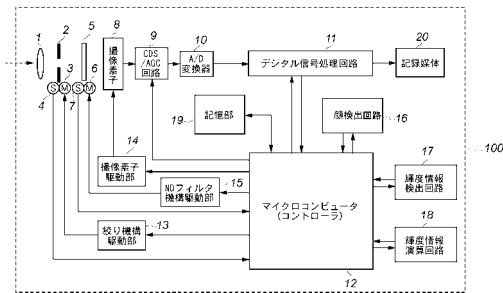 1
2
3
4
5
6
7
8
撮像素子
9
CDS
/AGC
回路
10
A/D
変換器
11
デジタル信号処理回路
20
記録媒体
S
M
S
M
19
記憶部
顔検出回路
16
100
14
撮像素子
駆動部
15
NDフィルタ
機構駆動部
13
絞り機構
駆動部
マイクロコンピュータ
(コントローラ)
12
17
輝度情報
検出回路
18
輝度情報
演算回路